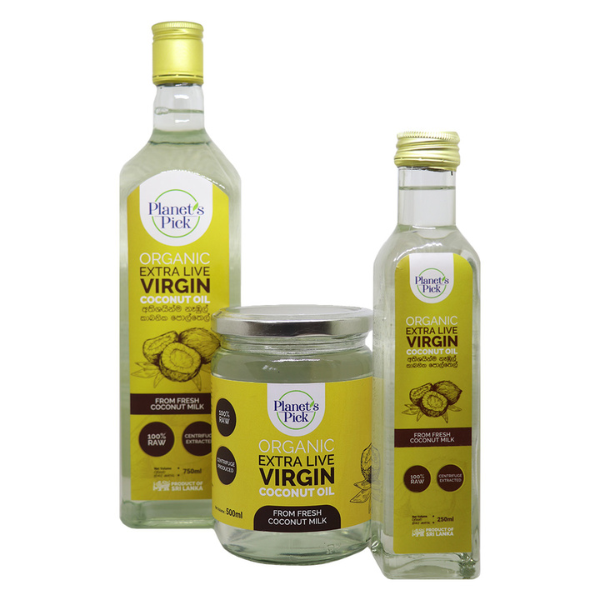 Planet's
Pick
ORGANIC
EXTRA LIVE
VIRGIN
COCONUT OIL
FROM FRESH
COCONUT MILK
100%
RAW
CENTRIFUGE
EXTRACTED
750ml
PRODUCT OF
SRI LANKA
Planet's
Pick
100%
RAW
CENTRIFUGE
ORGANIC
EXTRA LIVE
VIRGIN
COCONUT OIL
500ml
FROM FRESH
COCONUT MILK
Planet's
Pick
ORGANIC
EXTRA LIVE
VIRGIN
COCONUT OIL
FROM FRESH
COCONUT MILK
100%
RAW
CENTRIFUGE
EXTRACTED
250ml
PRODUCT OF
SRI LANKA